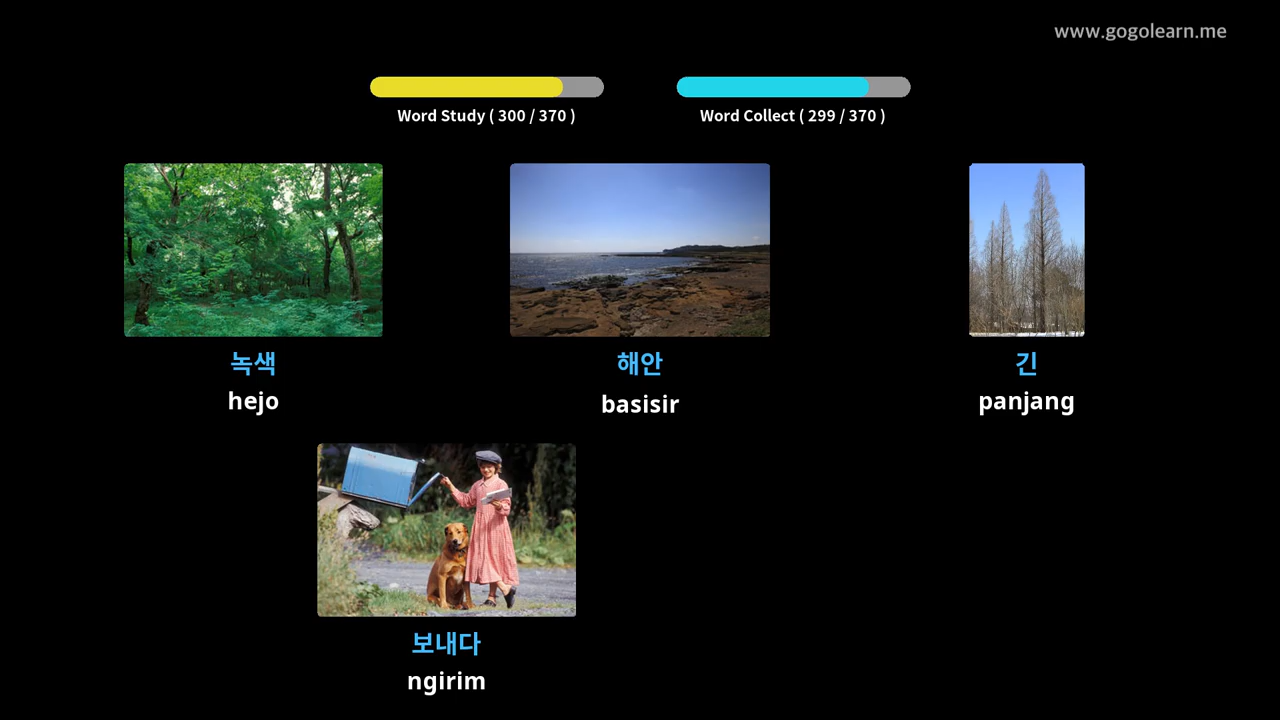 www.gogolearn.me
Word Study ( 300 / 370 )
Word Collect ( 299 / 370 )
녹색
hejo
해안
basisir
긴
panjang
보내다
ngirim